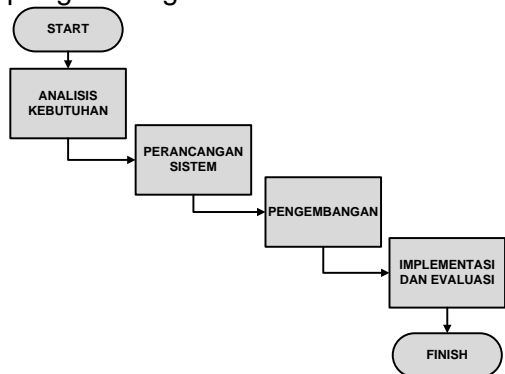 START
ANALISIS
KEBUTUHAN
PERANCANGAN
SISTEM
PENGEMBANGAN
IMPLEMENTASI
DAN EVALUASI
FINISH